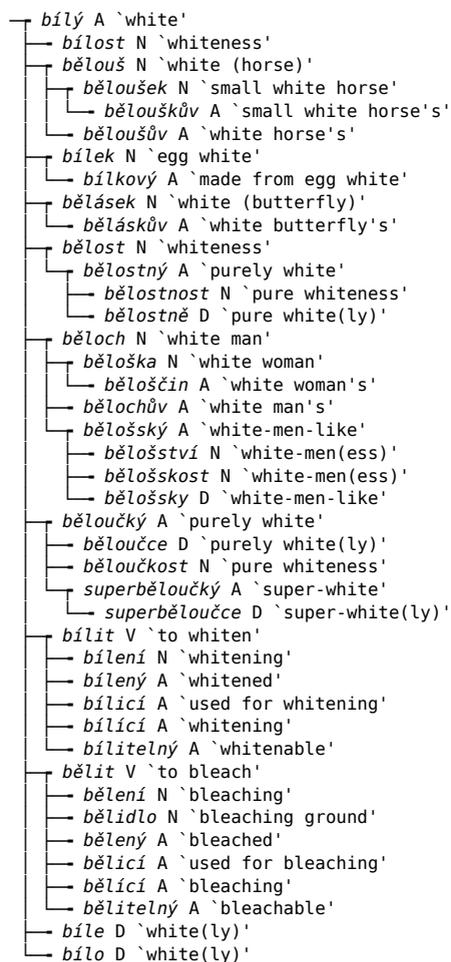 bílý A `white'
bílost N `whiteness'
bělouš N `white (horse)'
běloušek N `small white horse'
běloušk​ův A `small white horse's'
běloušův A `white horse's'
bílek N `egg white'
bílkový A `made from egg white'
bělásek N `white (butterfly)'
běláskův A `white butterfly's'
bělost N `whiteness'
bělostný A `purely white'
bělostnost N `pure whiteness'
bělostně D `pure white(ly)'
běloch N `white man'
běloška N `white woman'
běloščin A `white woman's'
bělochův A `white man's'
bělošský A `white-men-like'
bělošství N `white-men(ess)'
bělošskost N `white-men(ess)'
bělošsky D `white-men-like'
běloučký A `purely white'
běloučce D `purely white(ly)'
běloučkost N `pure whiteness'
superběloučký A `super-white'
superběloučce D `super-white(ly)'
bílit V `to whiten'
bílení N `whitening'
bílený A `whitened'
bílicí A `used for whitening'
bílící A `whitening'
bílitelný A `whitenable'
bělit V `to bleach'
bělení N `bleaching'
bělidlo N `bleaching ground'
bělený A `bleached'
bělicí A `used for bleaching'
bělící A `bleaching'
bělitelný A `bleachable'
bíle D `white(ly)'
bílo D `white(ly)'